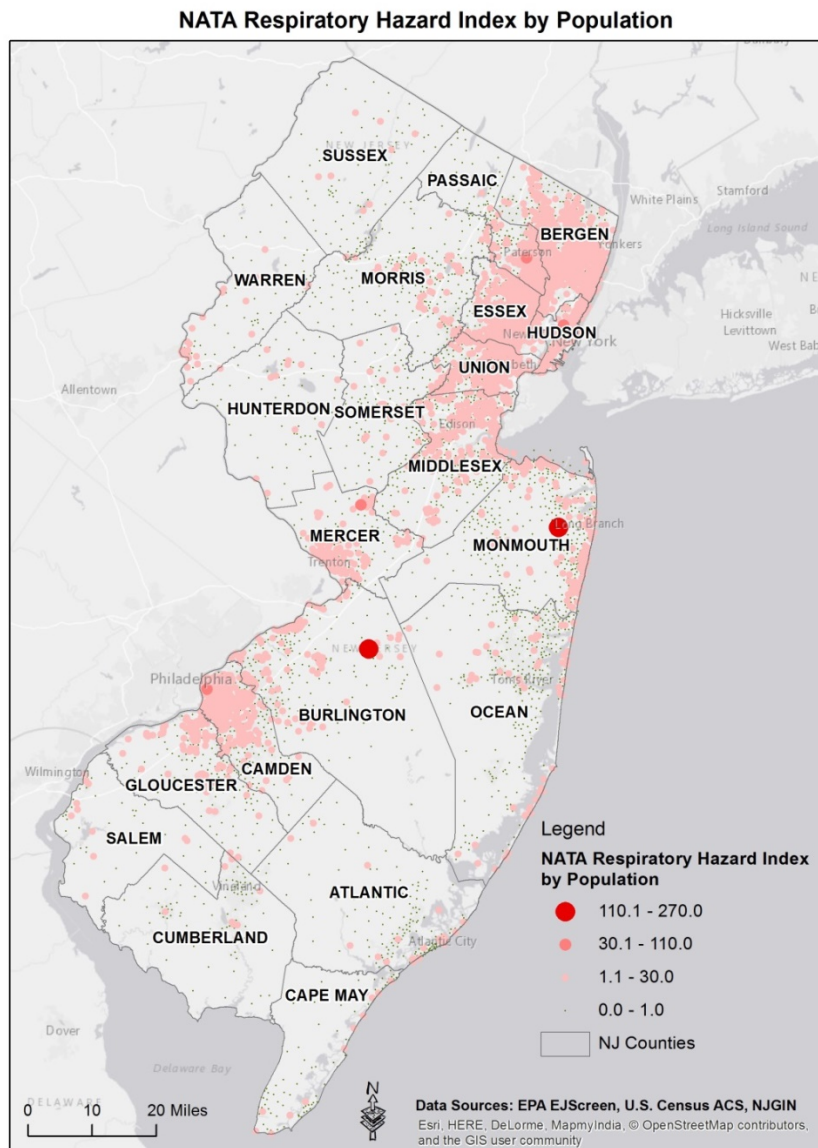 NATA Respiratory Hazard Index by Population
NEW JERSEY
SUSSEX
PASSAIC
White Plains
Stamford
Long Island Sound
BERGEN
Paterson
WARREN
MORRIS
ESSEX
Hicksville
Levittown
HUDSON
New York
West Bab
UNION
Allentown
HUNTERDON
SOMERSET
Edison
MIDDLESEX
Long Branch
MERCER
MONMOUTH
Trenton
NEW JERSEY
Philadelphia
Toms River
OCEAN
BURLINGTON
Wilmington
CAMDEN
GLOUCESTER
SALEM
Legend
NATA Respiratory Hazard Index
by Population
110.1 - 270.0
30.1 - 110.0
1.1 - 30.0
0.0 - 1.0
NJ Counties
Vineland
ATLANTIC
CUMBERLAND
Atlantic City
CAPE MAY
Dover
Delaware Bay
DELAWARE
N
0 10 20 Miles
Data Sources: EPA EJScreen, U.S. Census ACS, NJGIN
Esri, HERE, DeLorme, MapmyIndia, © OpenStreetMap contributors,
and the GIS user community